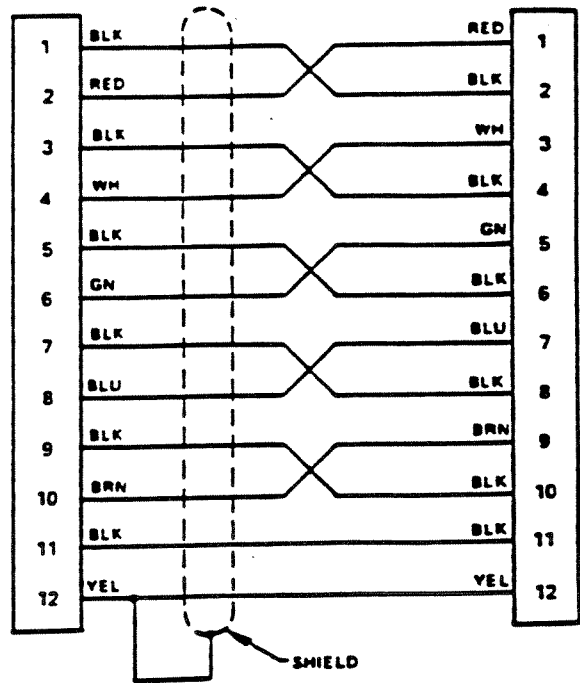 1 BLK RED 1
2 RED BLK 2
3 BLK WH 3
4 WH BLK 4
5 BLK GN 5
6 GN BLK 6
7 BLK BLU 7
8 BLU BLK 8
9 BLK BRN 9
10 BRN BLK 10
11 BLK BLK 11
12 YEL YEL 12
SHIELD